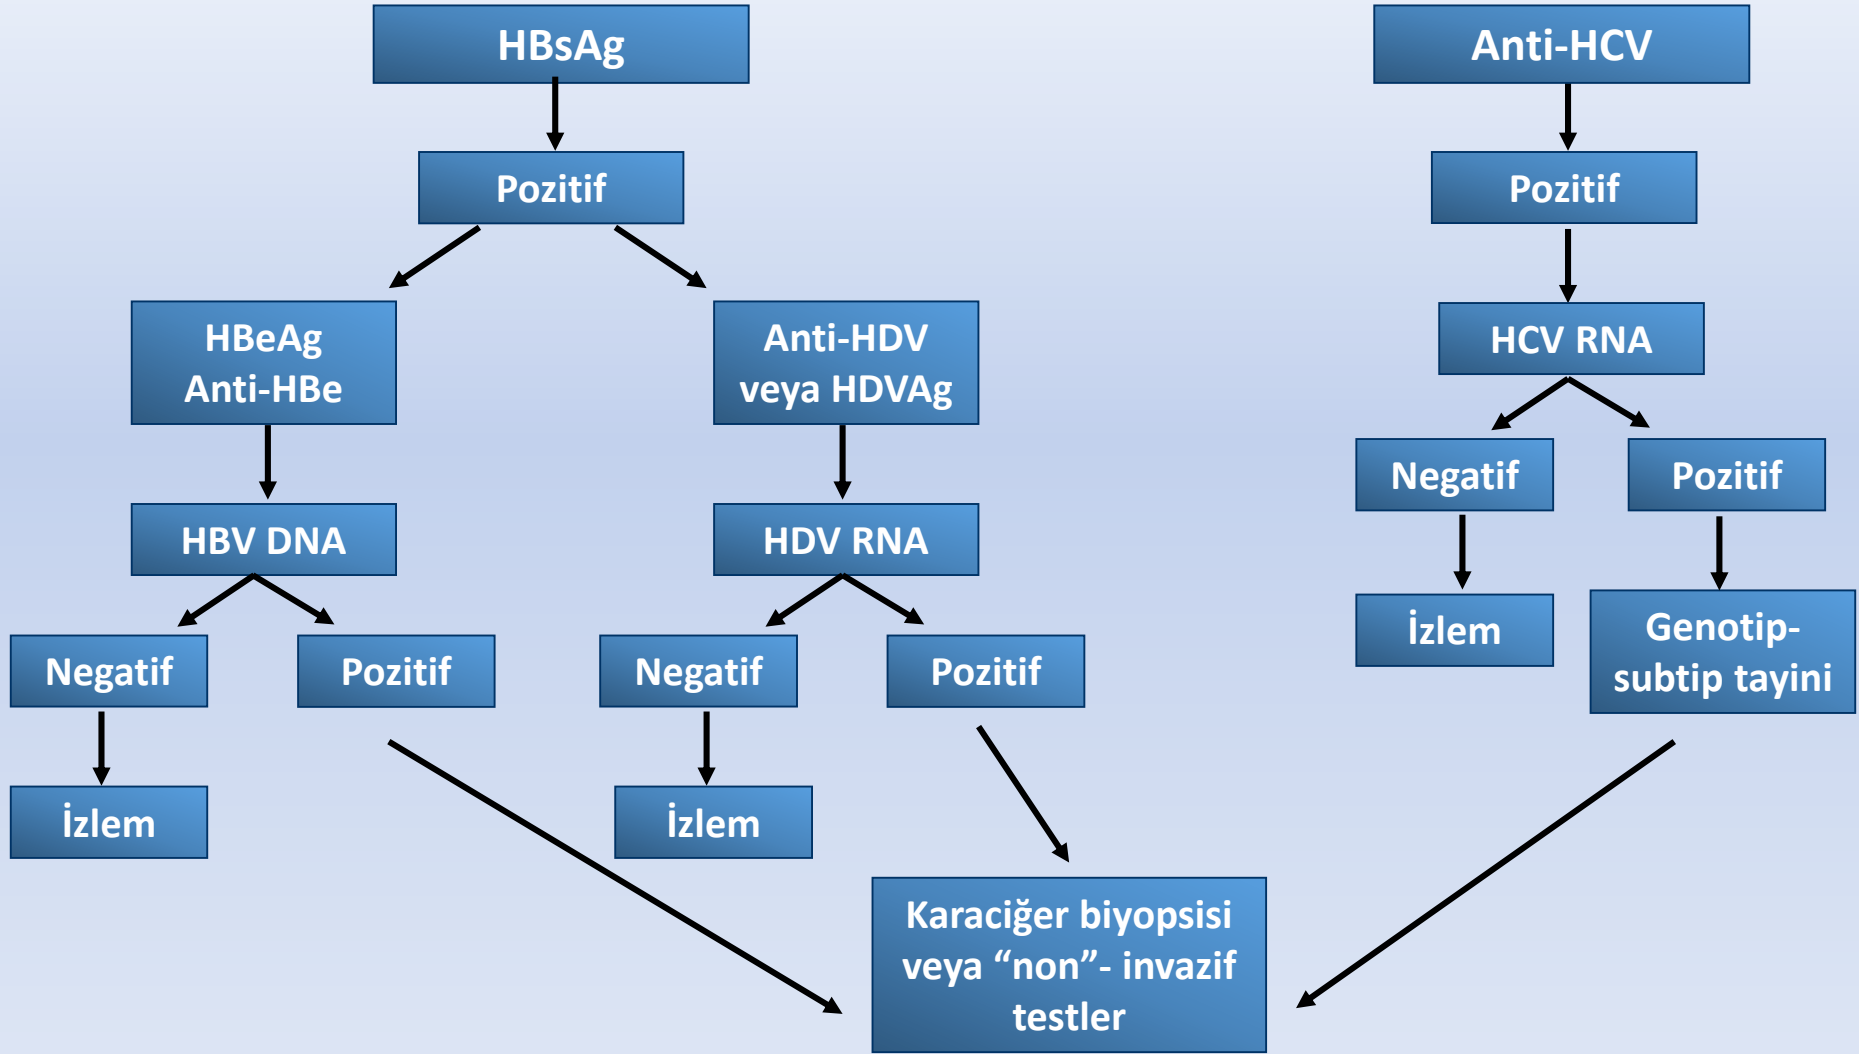 HBsAg
Anti-HCV
Pozitif
Pozitif
HBeAg
Anti-HBe
Anti-HDV
veya HDVAg
HCV RNA
Negatif
Pozitif
HBV DNA
HDV RNA
İzlem
Genotip-
subtip tayini
Negatif
Pozitif
Negatif
Pozitif
İzlem
İzlem
Karaciğer biyopsisi
veya “non”- invazif
testler